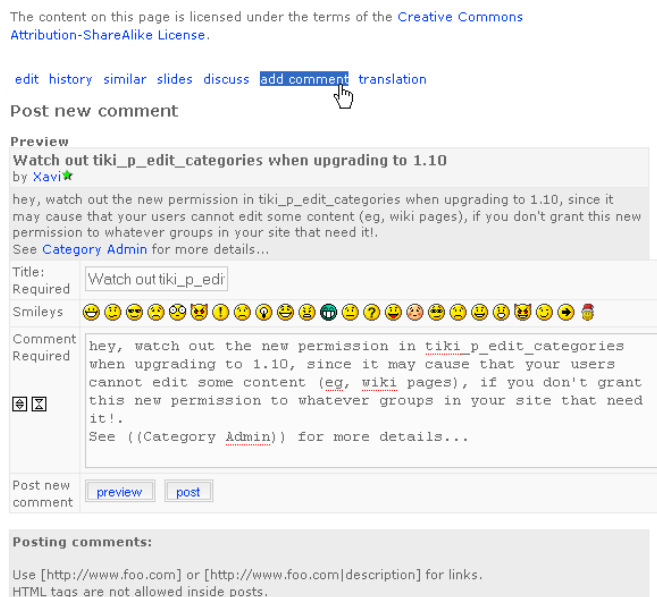 The content on this page is licensed under the terms of the Creative Commons
Attribution-ShareAlike License.
edit history similar slides discuss add comment translation
Post new comment
Preview
Watch out tiki_p_edit_categories when upgrading to 1.10
by Xavi
hey, watch out the new permission in tiki_p_edit_categories when upgrading to 1.10, since it
may cause that your users cannot edit some content (eg, wiki pages), if you don't grant this new
permission to whatever groups in your site that need it!.
See Category Admin for more details...
Title:
Required
Watch out tiki_p_edir
Smileys
Comment
Required
hey, watch out the new permission in tiki_p_edit_categories
when upgrading to 1.10, since it may cause that your users
cannot edit some content (eg, wiki pages), if you don't grant
this new permission to whatever groups in your site that need
it!.
See ((Category Admin)) for more details...
Post new
comment
preview post
Posting comments:
Use [http://www.foo.com] or [http://www.foo.com|description] for links.
HTML tags are not allowed inside posts.